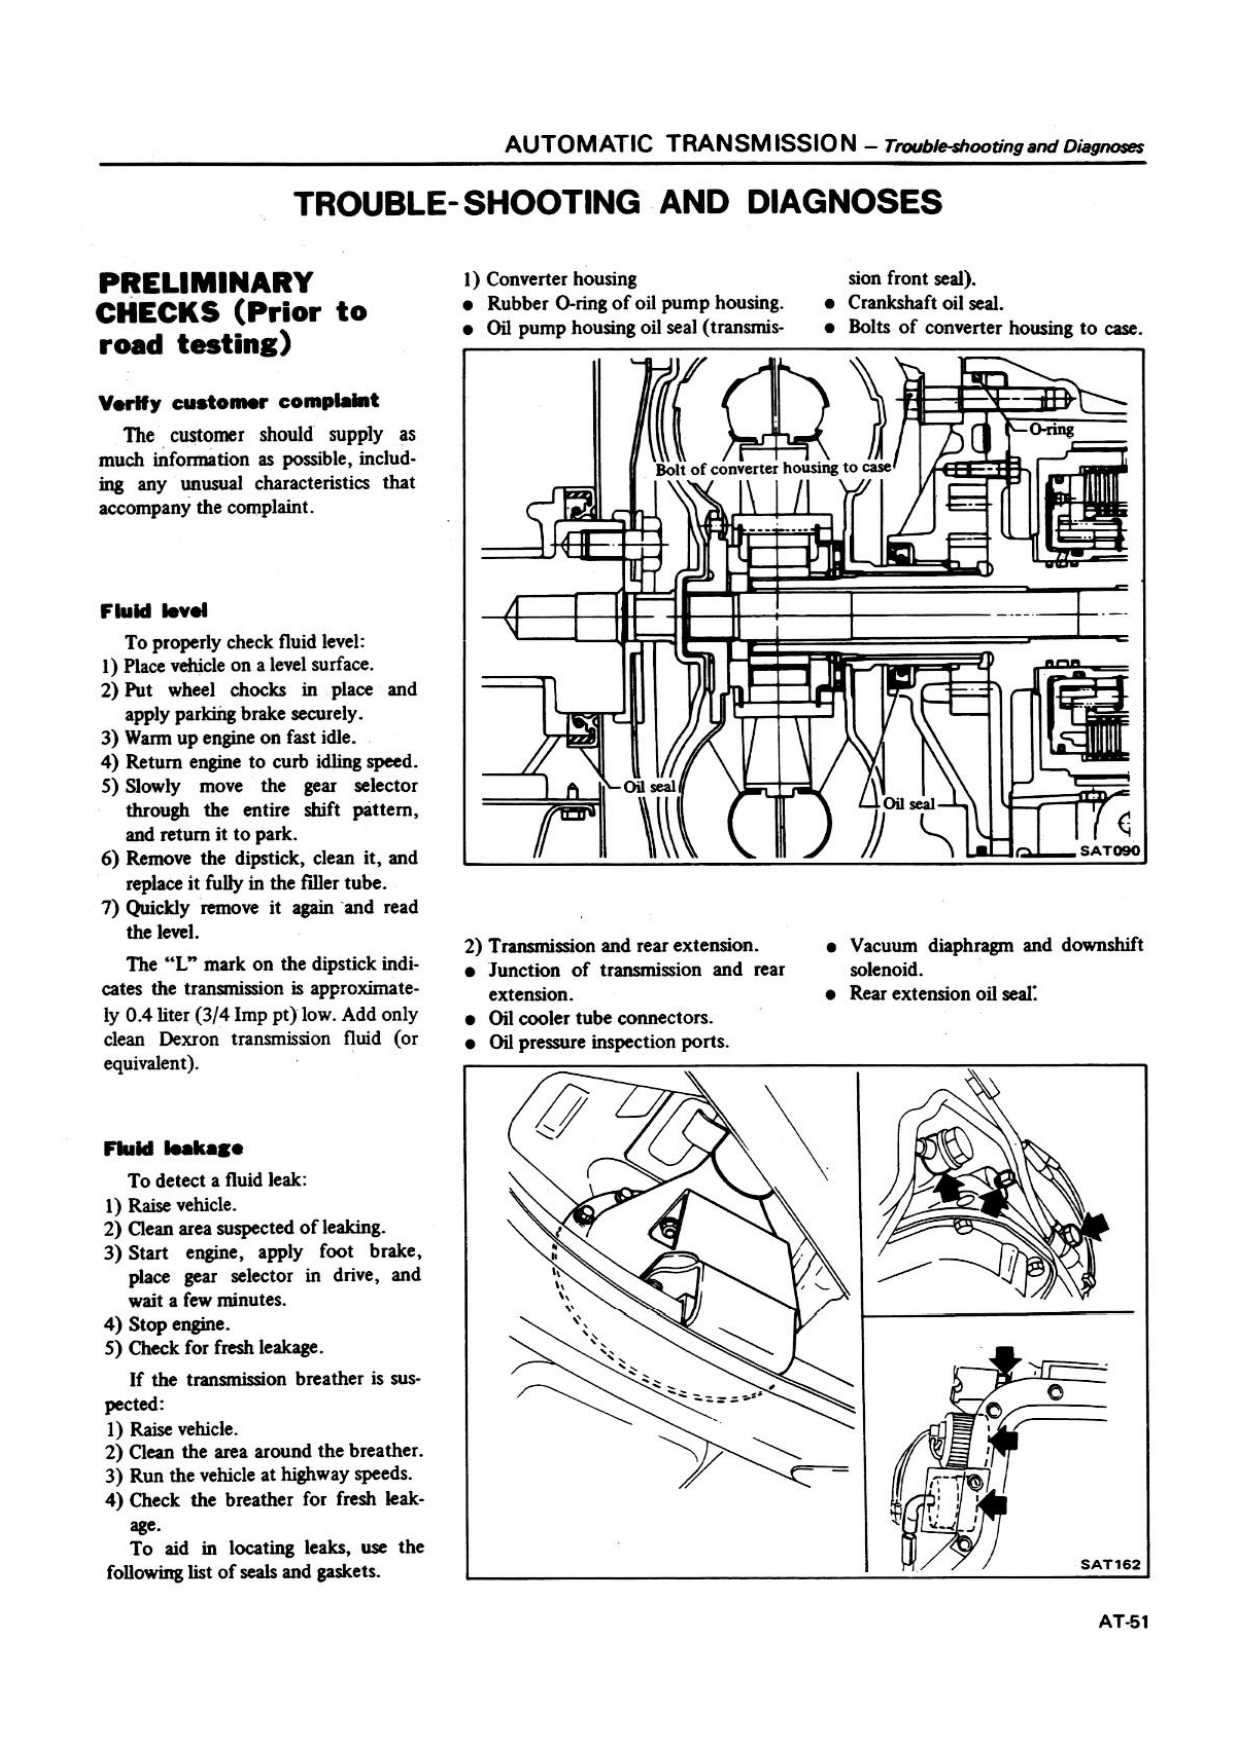 AUTOMATIC TRANSMISSION – Trouble-shooting and Diagnoses
TROUBLE-SHOOTING AND DIAGNOSES
PRELIMINARY
CHECKS (Prior to
road testing)
Verify customer complaint
The customer should supply as
much information as possible, includ-
ing any unusual characteristics that
accompany the complaint.
Fluid level
To properly check fluid level:
1) Place vehicle on a level surface.
2) Put wheel chocks in place and
apply parking brake securely.
3) Warm up engine on fast idle.
4) Return engine to curb idling speed.
5) Slowly move the gear selector
through the entire shift pattern,
and return it to park.
6) Remove the dipstick, clean it, and
replace it fully in the filler tube.
7) Quickly remove it again and read
the level.
The “L” mark on the dipstick indi-
cates the transmission is approximate-
ly 0.4 liter (3/4 Imp pt) low. Add only
clean Dexron transmission fluid (or
equivalent).
Fluid leakage
To detect a fluid leak:
1) Raise vehicle.
2) Clean area suspected of leaking.
3) Start engine, apply foot brake,
place gear selector in drive, and
wait a few minutes.
4) Stop engine.
5) Check for fresh leakage.
If the transmission breather is sus-
pected:
1) Raise vehicle.
2) Clean the area around the breather.
3) Run the vehicle at highway speeds.
4) Check the breather for fresh leak-
age.
To aid in locating leaks, use the
following list of seals and gaskets.
1) Converter housing
● Rubber O-ring of oil pump housing.
● Oil pump housing oil seal (transmis-
sion front seal).
● Crankshaft oil seal.
● Bolts of converter housing to case.
O-ring
Bolt of converter housing to case
Oil seal
Oil seal
SAT090
2) Transmission and rear extension.
● Junction of transmission and rear
extension.
● Oil cooler tube connectors.
● Oil pressure inspection ports.
● Vacuum diaphragm and downshift
solenoid.
● Rear extension oil seal.
SAT162
AT-51